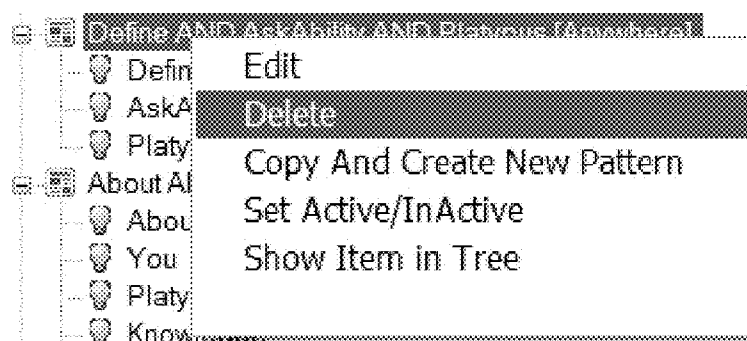 Define AND AskAbility AND Platypus [Anywhere]
Defin
AskA
Platy
About Al
Abou
You
Platy
Know
Edit
Delete
Copy And Create New Pattern
Set Active/InActive
Show Item in Tree